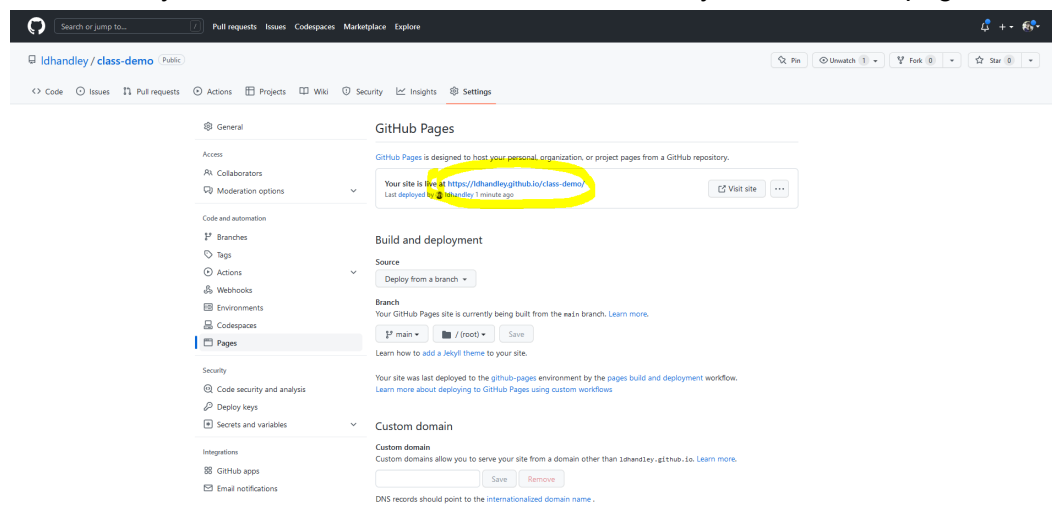 Search or jump to... /
Pull requests Issues Codespaces Marketplace Explore
ldhandley / class-demo Public
Pin Unwatch 1 Fork 0 Star 0
Code Issues Pull requests Actions Projects Wiki Security Insights Settings
General
Access
Collaborators
Moderation options
Code and automation
Branches
Tags
Actions
Webhooks
Environments
Codespaces
Pages
Security
Code security and analysis
Deploy keys
Secrets and variables
Integrations
GitHub apps
Email notifications
GitHub Pages
GitHub Pages is designed to host your personal, organization, or project pages from a GitHub repository.
Your site is live at https://ldhandley.github.io/class-demo/
Last deployed by ldhandley 1 minute ago
Visit site ...
Build and deployment
Source
Deploy from a branch
Branch
Your GitHub Pages site is currently being built from the main branch. Learn more.
main / (root) Save
Learn how to add a Jekyll theme to your site.
Your site was last deployed to the github-pages environment by the pages build and deployment workflow.
Learn more about deploying to GitHub Pages using custom workflows
Custom domain
Custom domain
Custom domains allow you to serve your site from a domain other than ldhandley.github.io. Learn more.
Save Remove
DNS records should point to the internationalized domain name .